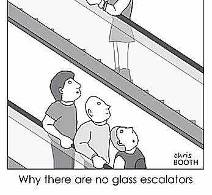 chris
BOOTH
Why there are no glass escalators